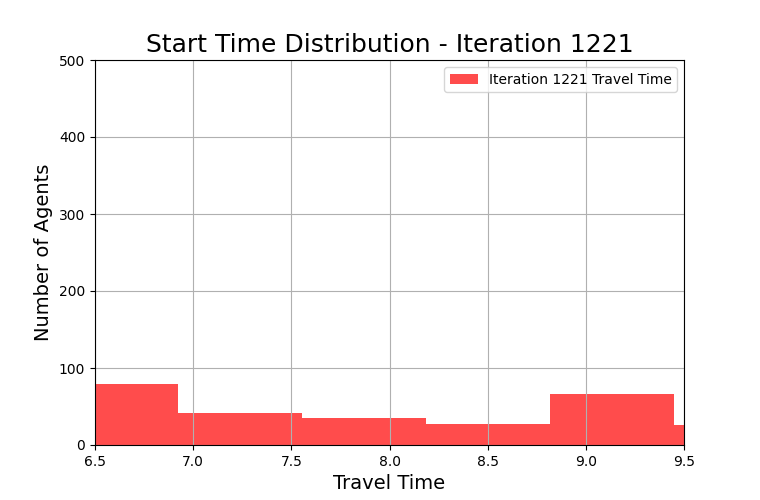 Start Time Distribution - Iteration 1221
500
400
300
200
100
0
Number of Agents
Iteration 1221 Travel Time
6.5 7.0 7.5 8.0 8.5 9.0 9.5
Travel Time